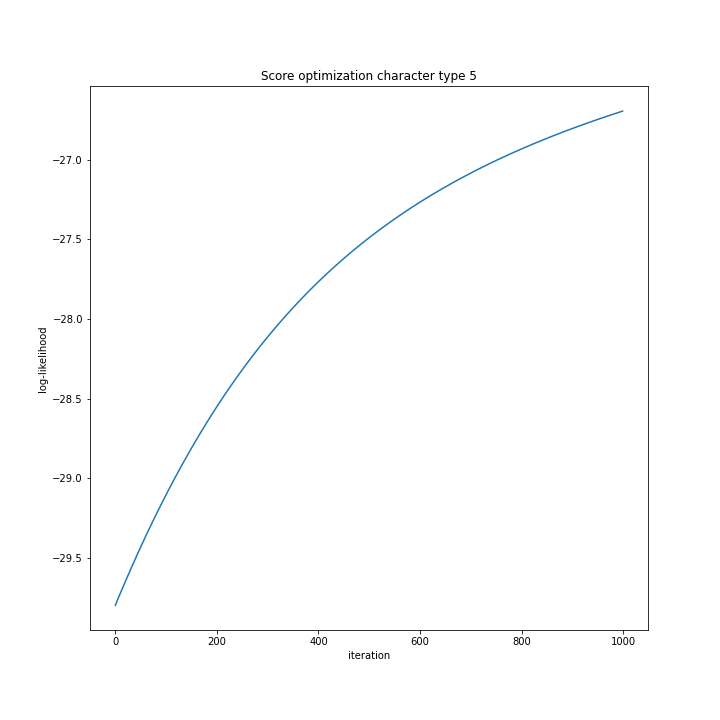 Score optimization character type 5
log-likelihood
−27.0
−27.5
−28.0
−28.5
−29.0
−29.5
0 200 400 600 800 1000
iteration